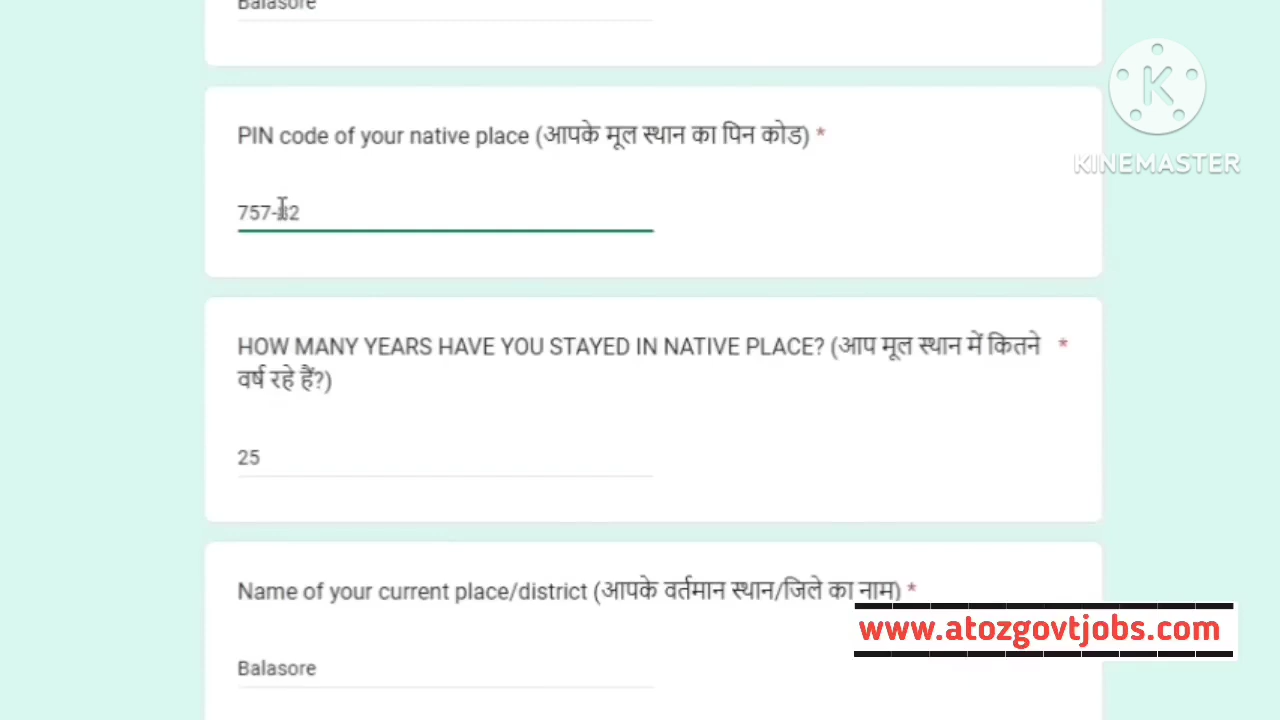 Balasore
PIN code of your native place (आपके मूल स्थान का पिन कोड) *
K
KINEMASTER
HOW MANY YEARS HAVE YOU STAYED IN NATIVE PLACE? (आप मूल स्थान में कितने *
वर्ष रहे हैं?)
25
Name of your current place/district (आपके वर्तमान स्थान/जिले का नाम) *
www.atozgovtjobs.com
Balasore